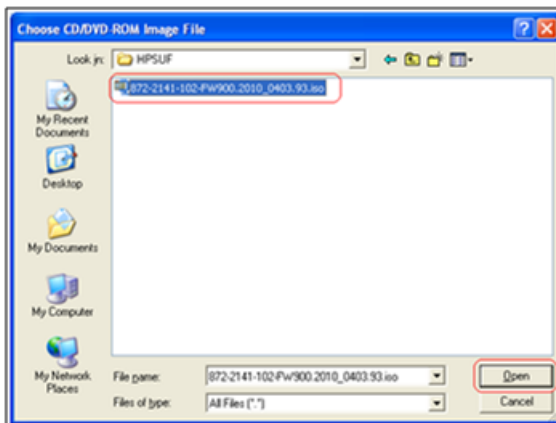 Choose CD/DVD-ROM Image File
Look in:
HPSUF
872-2141-102-FW900.2010_0403.93.iso
My Recent
Documents
Desktop
My Documents
My Computer
My Network
Places
File name:
872-2141-102-FW900.2010_0403.93.iso
Open
Files of type:
All Files (*.*)
Cancel